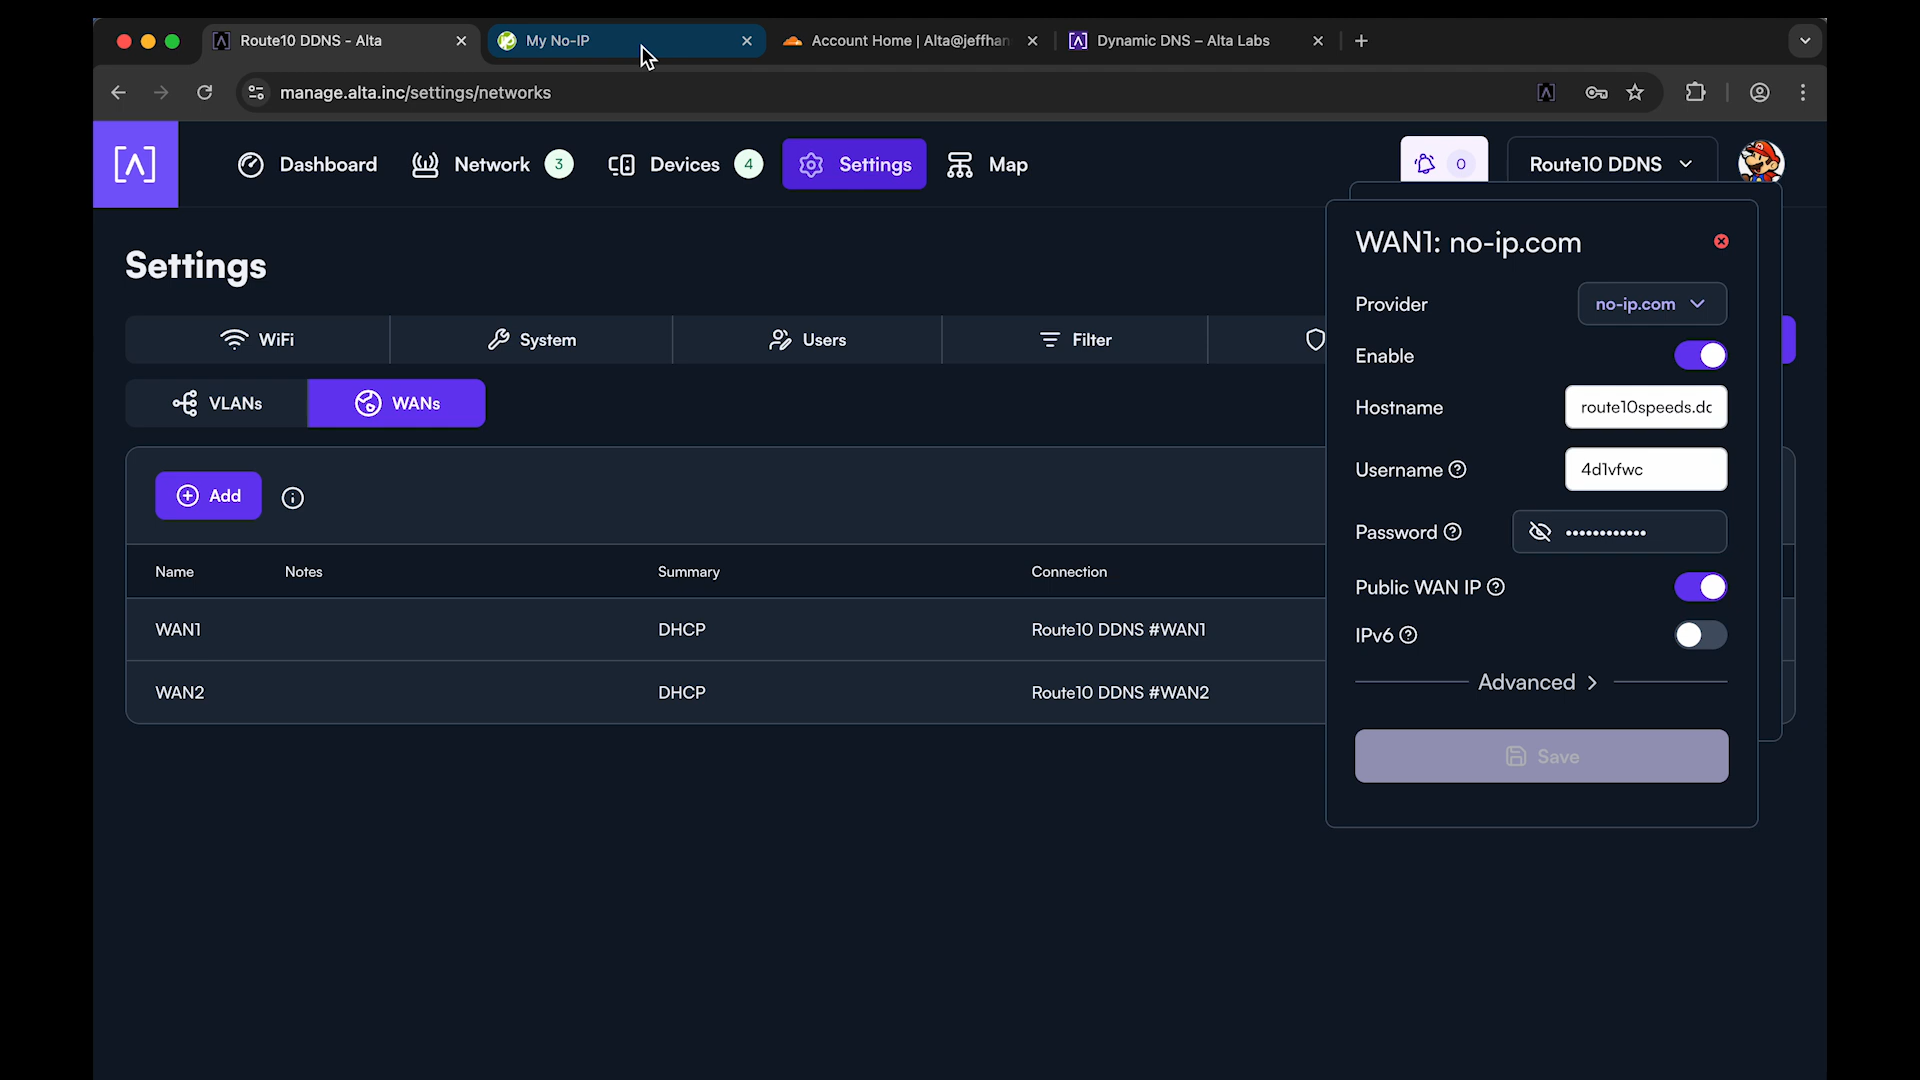 Route10 DDNS - Alta
My No-IP
Account Home | Alta@jeffhan
Dynamic DNS – Alta Labs
manage.alta.inc/settings/networks
Dashboard
Network 3
Devices 4
Settings
Map
0
Route10 DDNS
Settings
WiFi
System
Users
Filter
VLANs
WANs
Add
Name Notes Summary Connection
WAN1 DHCP Route10 DDNS #WAN1
WAN2 DHCP Route10 DDNS #WAN2
WAN1: no-ip.com
Provider no-ip.com
Enable
Hostname route10speeds.dc
Username 4d1vfwc
Password ••••••••••••
Public WAN IP
IPv6
Advanced
Save